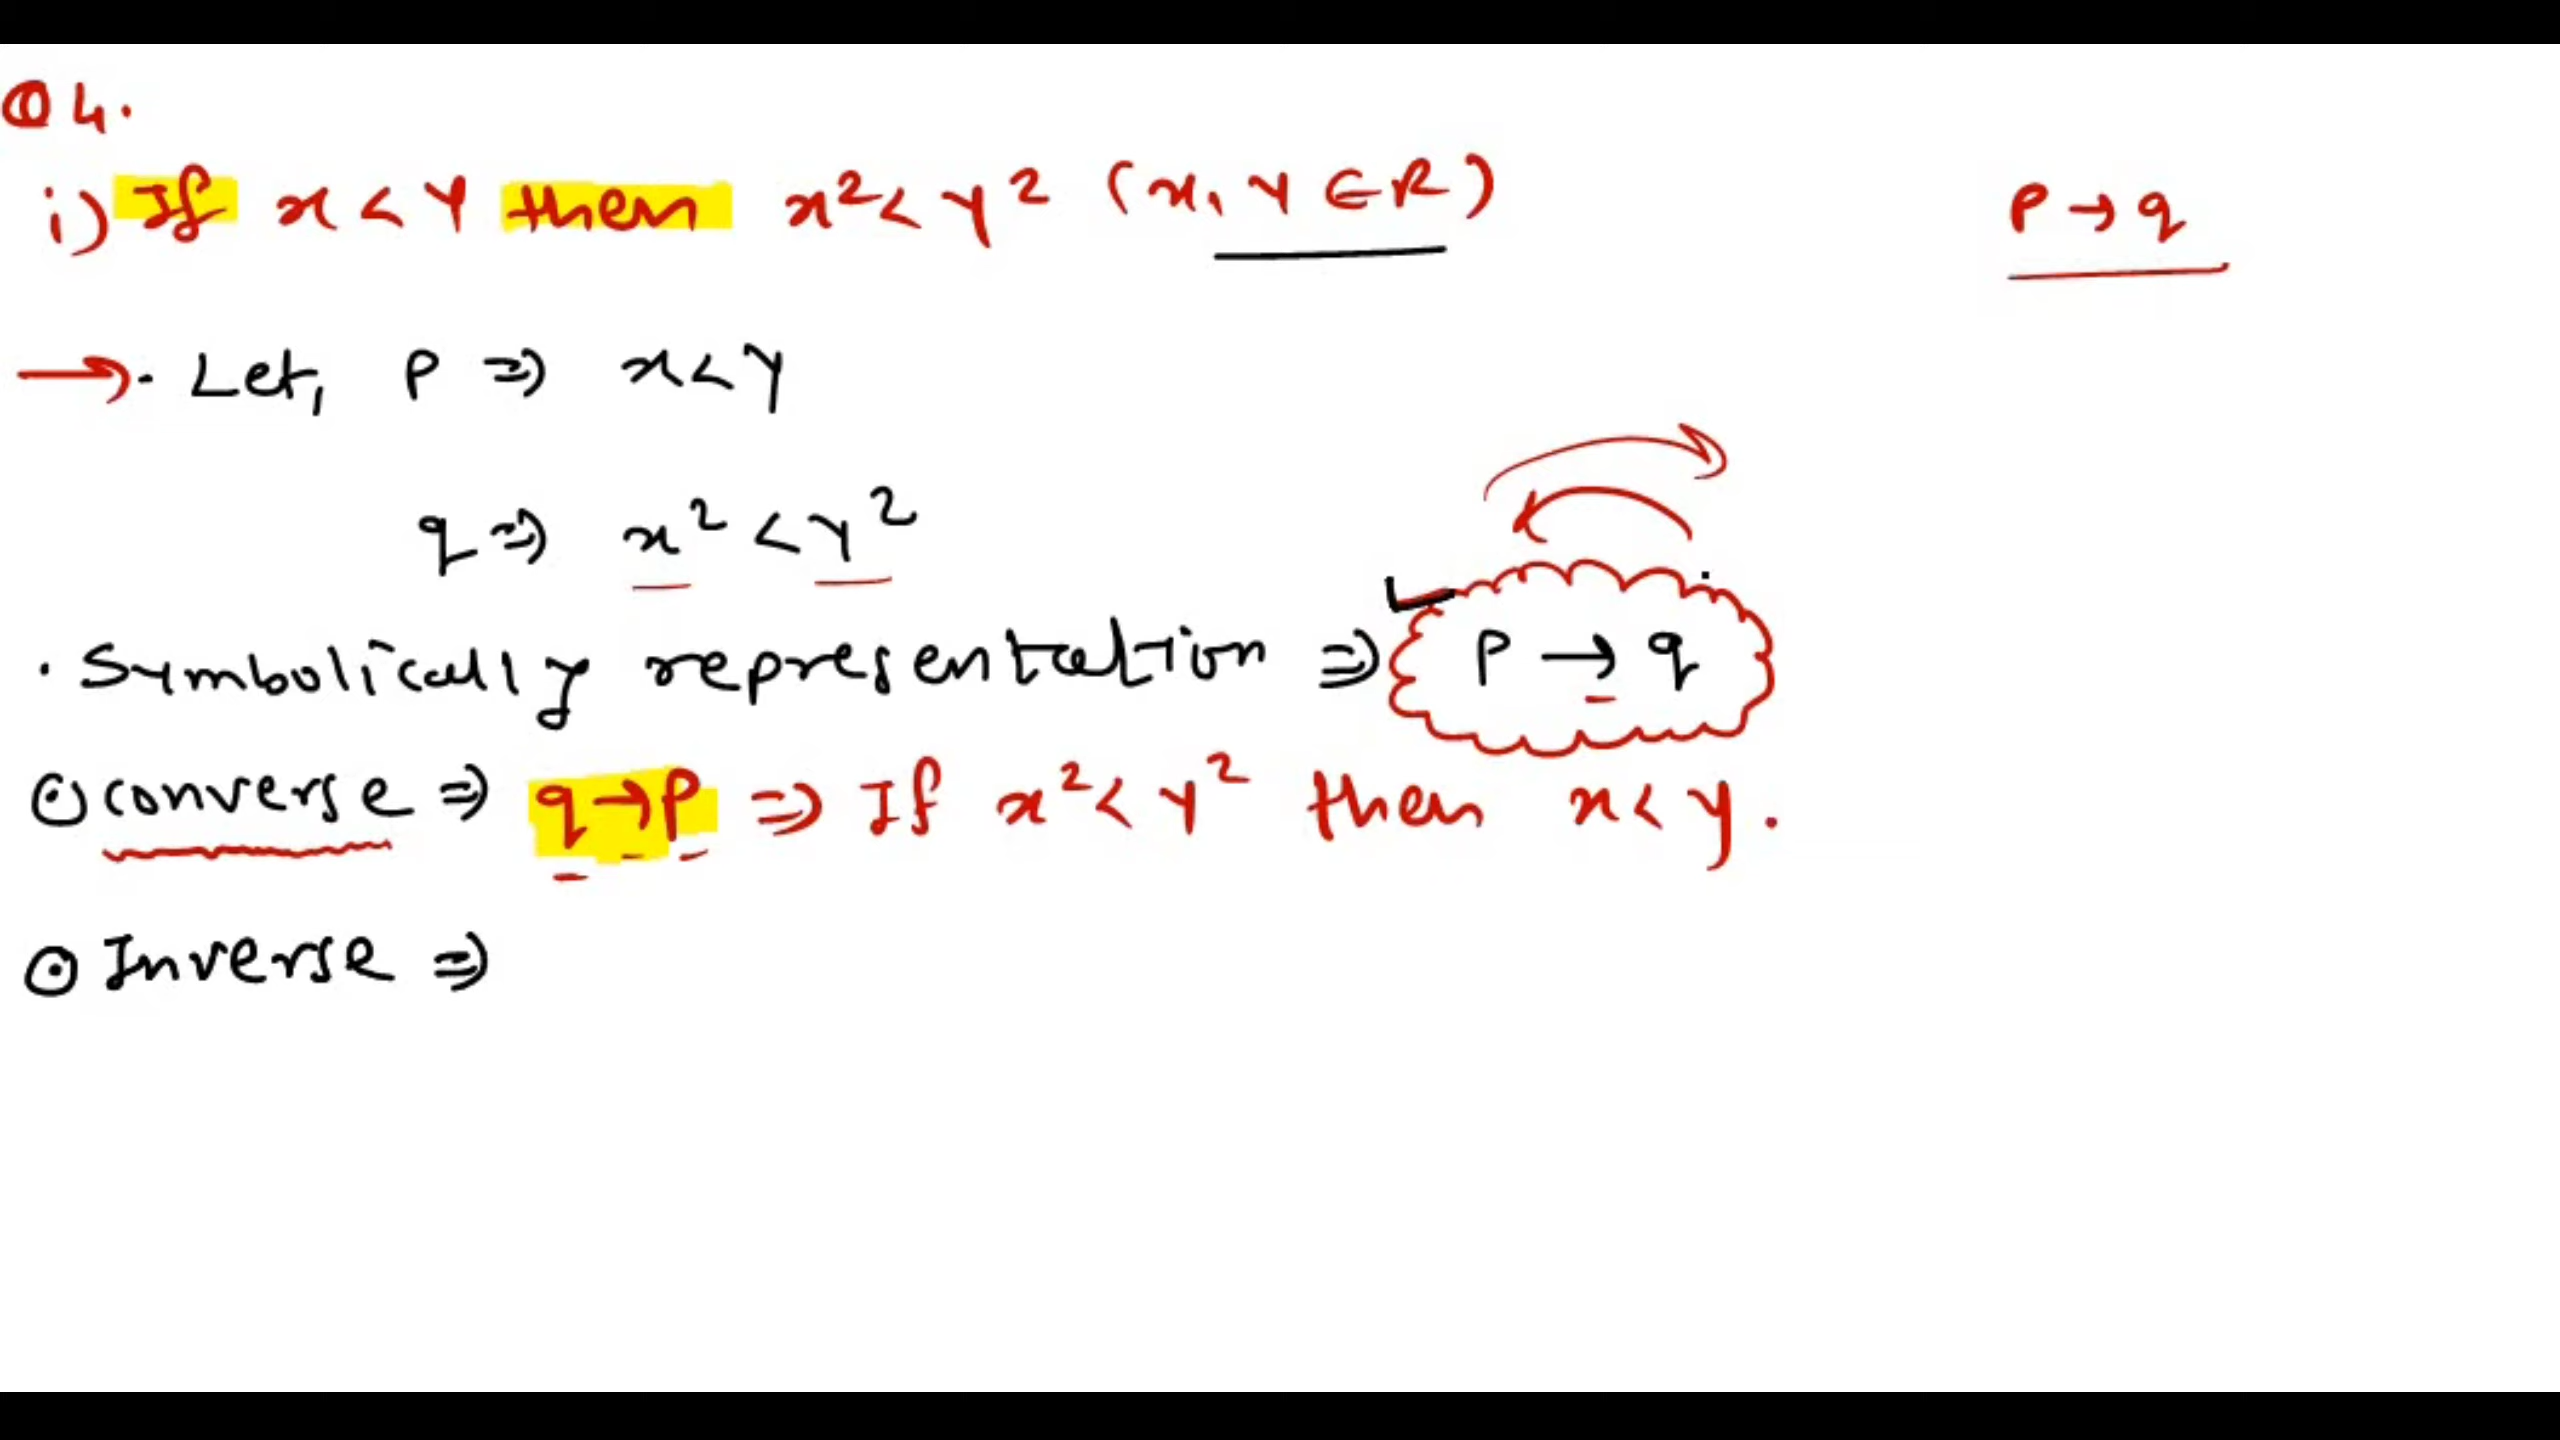 Q4.
i) If x < y then x² < y² (x, y ∈ R)
P → q
→ · Let, P ⇒ x < y
q ⇒ x² < y²
· Symbolically representation ⇒ P → q
⊙ converse ⇒ q → P ⇒ If x² < y² then x < y.
⊙ Inverse ⇒